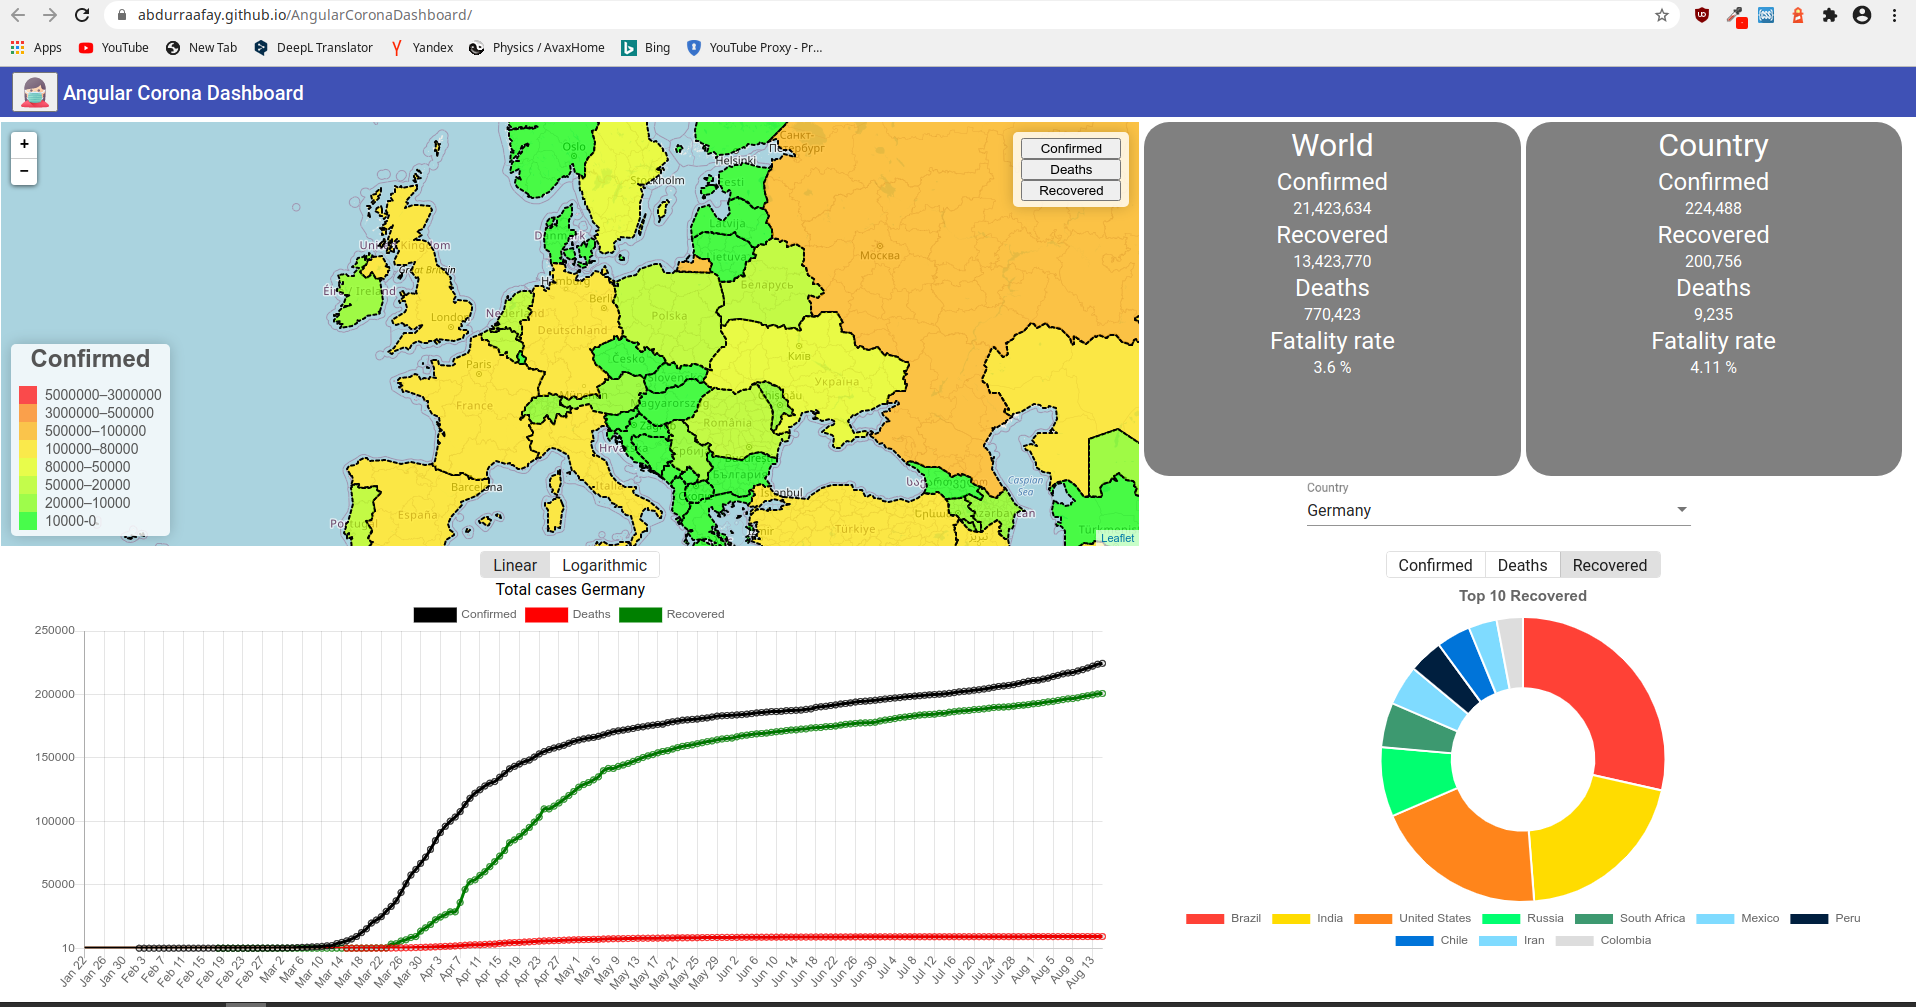 abdurraafay.github.io/AngularCoronaDashboard/
Apps YouTube New Tab DeepL Translator Yandex Physics / AvaxHome Bing YouTube Proxy - Pr...
Angular Corona Dashboard
+
−
Confirmed
Deaths
Recovered
Санкт-
Петербург
Oslo
Helsinki
Stockholm
Eesti
Latvija
Lietuva
Danmark
Москва
United Kingdom
Great Britain
Éire / Ireland
Hamburg
Berlin
Беларусь
Nederland
London
Polska
Deutschland
Київ
Paris
Česko
Україна
Slovensko
München
Chișinău
France
Magyarország
România
Zagreb
Hrvatska
Србија
București
България
Caspian
Sea
Barcelona
Italia
İstanbul
España
Portugal
Türkiye
Azərbaycan
Leaflet
Confirmed
5000000–3000000
3000000–500000
500000–100000
100000–80000
80000–50000
50000–20000
20000–10000
10000-0
World
Confirmed
21,423,634
Recovered
13,423,770
Deaths
770,423
Fatality rate
3.6 %
Country
Confirmed
224,488
Recovered
200,756
Deaths
9,235
Fatality rate
4.11 %
Country
Germany
Linear Logarithmic
Total cases Germany
Confirmed Deaths Recovered
250000
200000
150000
100000
50000
10
Jan 22 Jan 26 Jan 30 Feb 3 Feb 7 Feb 11 Feb 15 Feb 19 Feb 23 Feb 27 Mar 2 Mar 6 Mar 10 Mar 14 Mar 18 Mar 22 Mar 26 Mar 30 Apr 3 Apr 7 Apr 11 Apr 15 Apr 19 Apr 23 Apr 27 May 1 May 5 May 9 May 13 May 17 May 21 May 25 May 29 Jun 2 Jun 6 Jun 10 Jun 14 Jun 18 Jun 22 Jun 26 Jun 30 Jul 4 Jul 8 Jul 12 Jul 16 Jul 20 Jul 24 Jul 28 Aug 1 Aug 5 Aug 9 Aug 13
Confirmed Deaths Recovered
Top 10 Recovered
Brazil India United States Russia South Africa Mexico Peru
Chile Iran Colombia